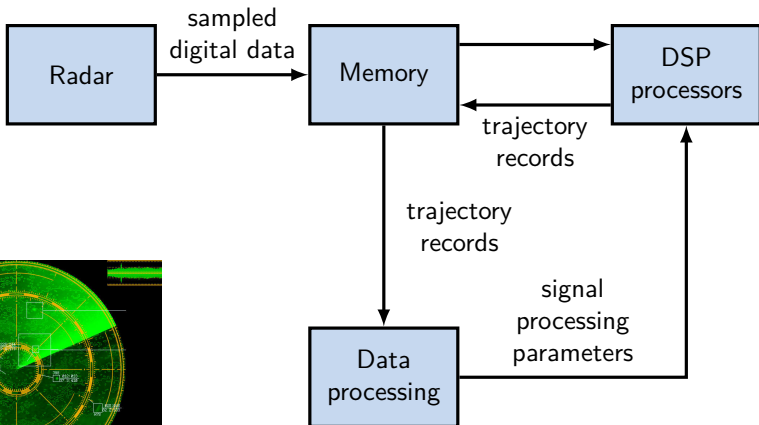 sampled
digital data
Radar
Memory
DSP
processors
trajectory
records
trajectory
records
signal
processing
parameters
Data
processing